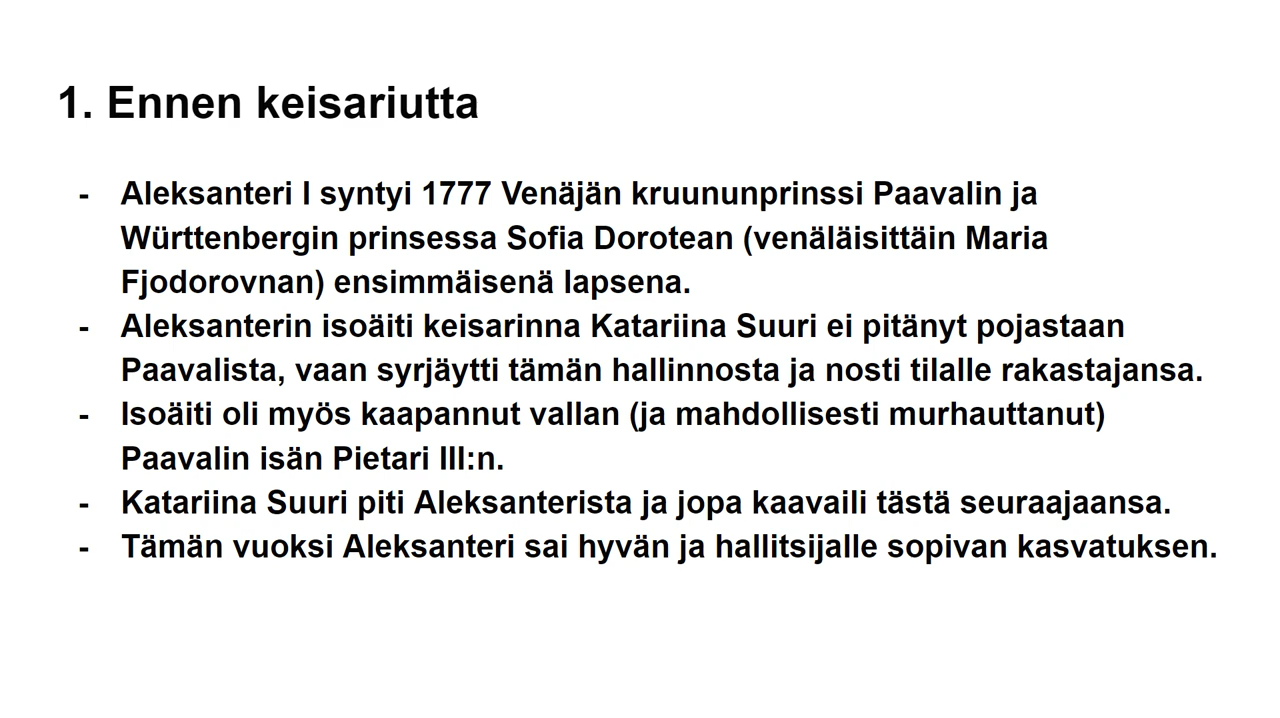 1. Ennen keisariutta
- Aleksanteri I syntyi 1777 Venäjän kruununprinssi Paavalin ja
Württenbergin prinsessa Sofia Dorotean (venäläisittäin Maria
Fjodorovnan) ensimmäisenä lapsena.
- Aleksanterin isoäiti keisarinna Katariina Suuri ei pitänyt pojastaan
Paavalista, vaan syrjäytti tämän hallinnosta ja nosti tilalle rakastajansa.
- Isoäiti oli myös kaapannut vallan (ja mahdollisesti murhauttanut)
Paavalin isän Pietari III:n.
- Katariina Suuri piti Aleksanterista ja jopa kaavaili tästä seuraajaansa.
- Tämän vuoksi Aleksanteri sai hyvän ja hallitsijalle sopivan kasvatuksen.